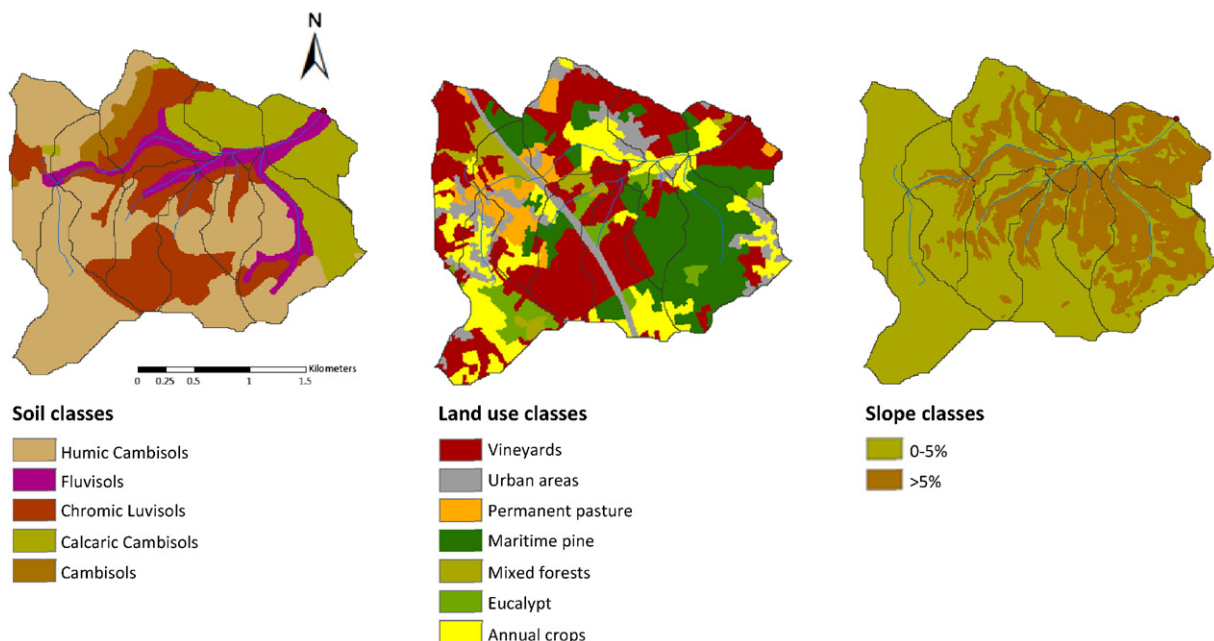 N
Kilometers
0 0.25 0.5 1 1.5
Soil classes
Humic Cambisols
Fluvisols
Chromic Luvisols
Calcaric Cambisols
Cambisols
Land use classes
Vineyards
Urban areas
Permanent pasture
Maritime pine
Mixed forests
Eucalypt
Annual crops
Slope classes
0-5%
>5%